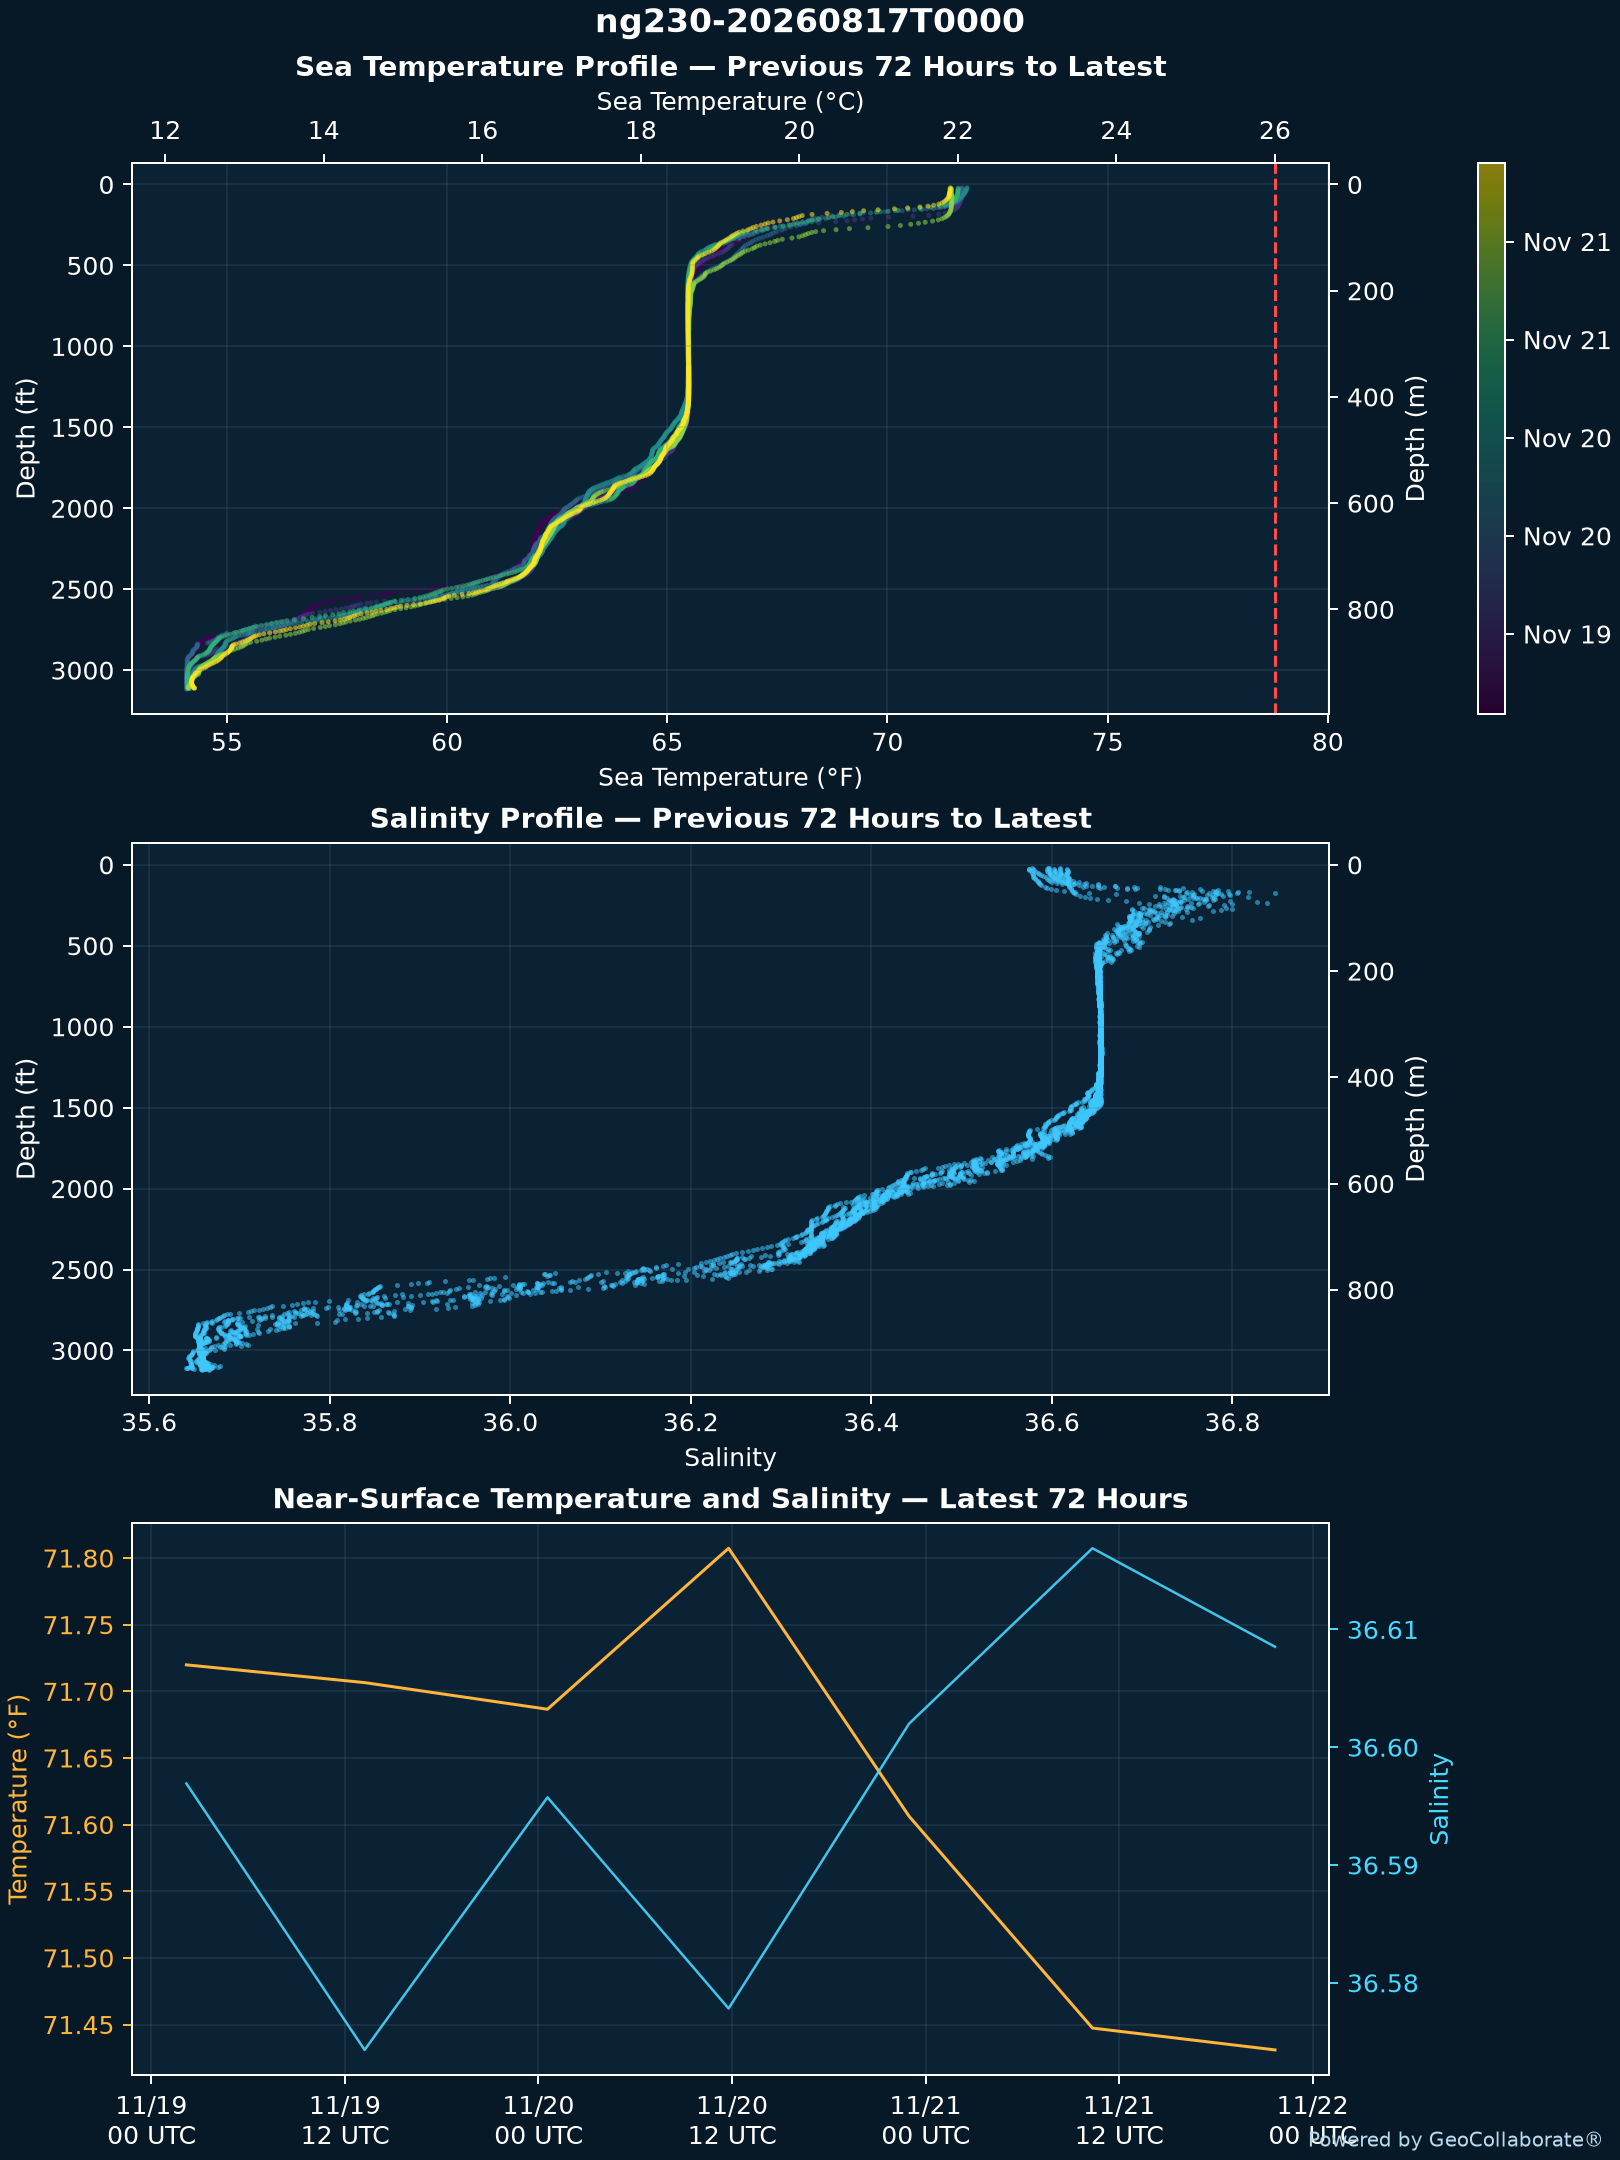 ng230-20260817T0000
Sea Temperature Profile — Previous 72 Hours to Latest
Sea Temperature (°C)
12 14 16 18 20 22 24 26
0
500
1000
1500
2000
2500
3000
Depth (ft)
0
200
400
600
800
Depth (m)
Nov 21
Nov 21
Nov 20
Nov 20
Nov 19
55 60 65 70 75 80
Sea Temperature (°F)
Salinity Profile — Previous 72 Hours to Latest
0
500
1000
1500
2000
2500
3000
Depth (ft)
0
200
400
600
800
Depth (m)
35.6 35.8 36.0 36.2 36.4 36.6 36.8
Salinity
Near-Surface Temperature and Salinity — Latest 72 Hours
71.80
71.75
71.70
71.65
71.60
71.55
71.50
71.45
Temperature (°F)
36.61
36.60
36.59
36.58
Salinity
11/19 11/19 11/20 11/20 11/21 11/21 11/22
00 UTC 12 UTC 00 UTC 12 UTC 00 UTC 12 UTC 00 UTC
Powered by GeoCollaborate®